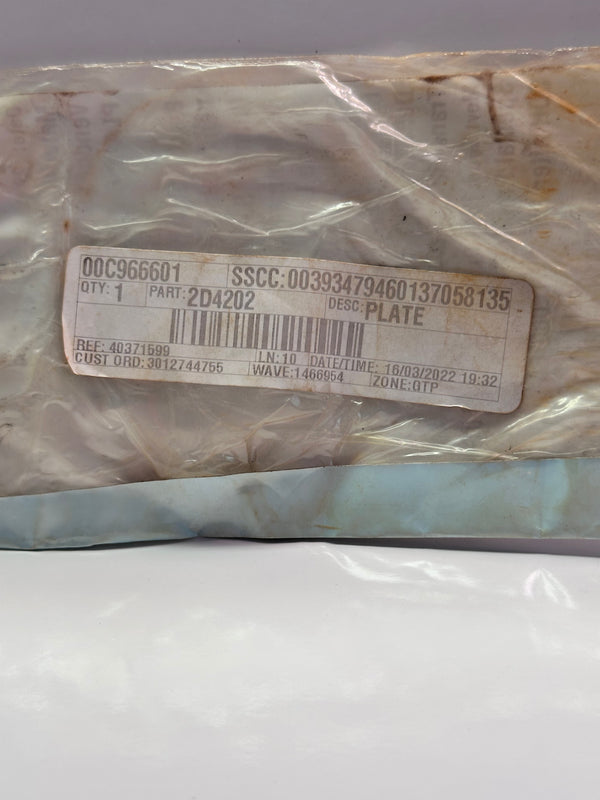 00C966601 SSCC:00393479460137058135
QTY: 1 PART: 2D4202 DESC: PLATE
REF: 40371599 LN: 10 DATE/TIME: 16/03/2022 19:32
CUST ORD: 3012744755 WAVE:1466954 ZONE: QTP